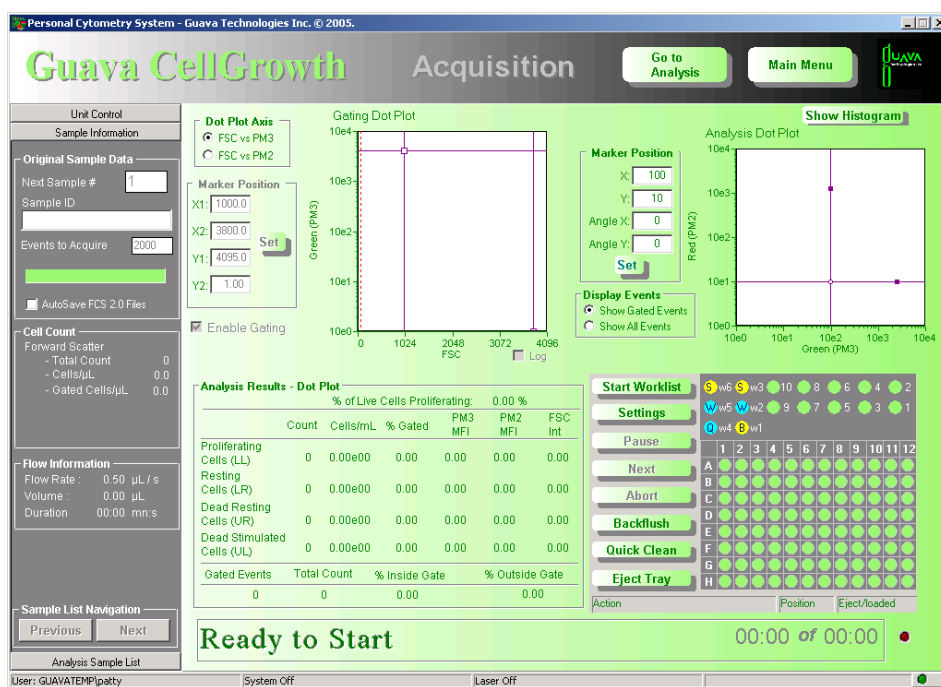 Personal Cytometry System - Guava Technologies Inc. © 2005.
Guava CellGrowth
Acquisition
Go to
Analysis
Main Menu
guava
Unit Control
Sample Information
Original Sample Data
Next Sample # 1
Sample ID
Events to Acquire 2000
AutoSave FCS 2.0 Files
Cell Count
Forward Scatter
- Total Count 0
- Cells/µL 0.0
- Gated Cells/µL 0.0
Flow Information
Flow Rate : 0.50 µL / s
Volume : 0.00 µL
Duration 00:00 mn:s
Sample List Navigation
Previous Next
Analysis Sample List
Dot Plot Axis
FSC vs PM3
FSC vs PM2
Marker Position
X1: 1000.0
X2: 3800.0
Set
Y1: 4095.0
Y2: 1.00
Enable Gating
Gating Dot Plot
10e4
10e3
10e2
10e1
10e0
Green (PM3)
0 1024 2048 3072 4096
FSC
Log
Marker Position
X: 100
Y: 10
Angle X: 0
Angle Y: 0
Set
Display Events
Show Gated Events
Show All Events
Show Histogram
Analysis Dot Plot
10e4
10e3
10e2
10e1
10e0
Red (PM2)
10e0 10e1 10e2 10e3 10e4
Green (PM3)
Analysis Results - Dot Plot
% of Live Cells Proliferating: 0.00 %
Count Cells/mL % Gated PM3 MFI PM2 MFI FSC Int
Proliferating
Cells (LL) 0 0.00e00 0.00 0.00 0.00 0.00
Resting
Cells (LR) 0 0.00e00 0.00 0.00 0.00 0.00
Dead Resting
Cells (UR) 0 0.00e00 0.00 0.00 0.00 0.00
Dead Stimulated
Cells (UL) 0 0.00e00 0.00 0.00 0.00 0.00
Gated Events Total Count % Inside Gate % Outside Gate
0 0 0.00 0.00
Start Worklist
Settings
Pause
Next
Abort
Backflush
Quick Clean
Eject Tray
S w6 S w3 10 8 6 4 2
W w5 W w2 9 7 5 3 1
Q w4 B w1
1 2 3 4 5 6 7 8 9 10 11 12
A
B
C
D
E
F
G
H
Action Position Eject/loaded
Ready to Start
00:00 of 00:00
User: GUAVATEMP\patty System Off Laser Off